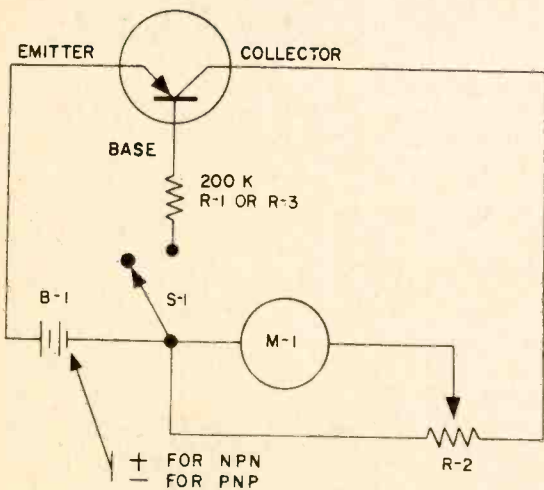 EMITTER
COLLECTOR
BASE
200 K
R-1 OR R-3
B-1
S-1
M-1
+ FOR NPN
- FOR PNP
R-2